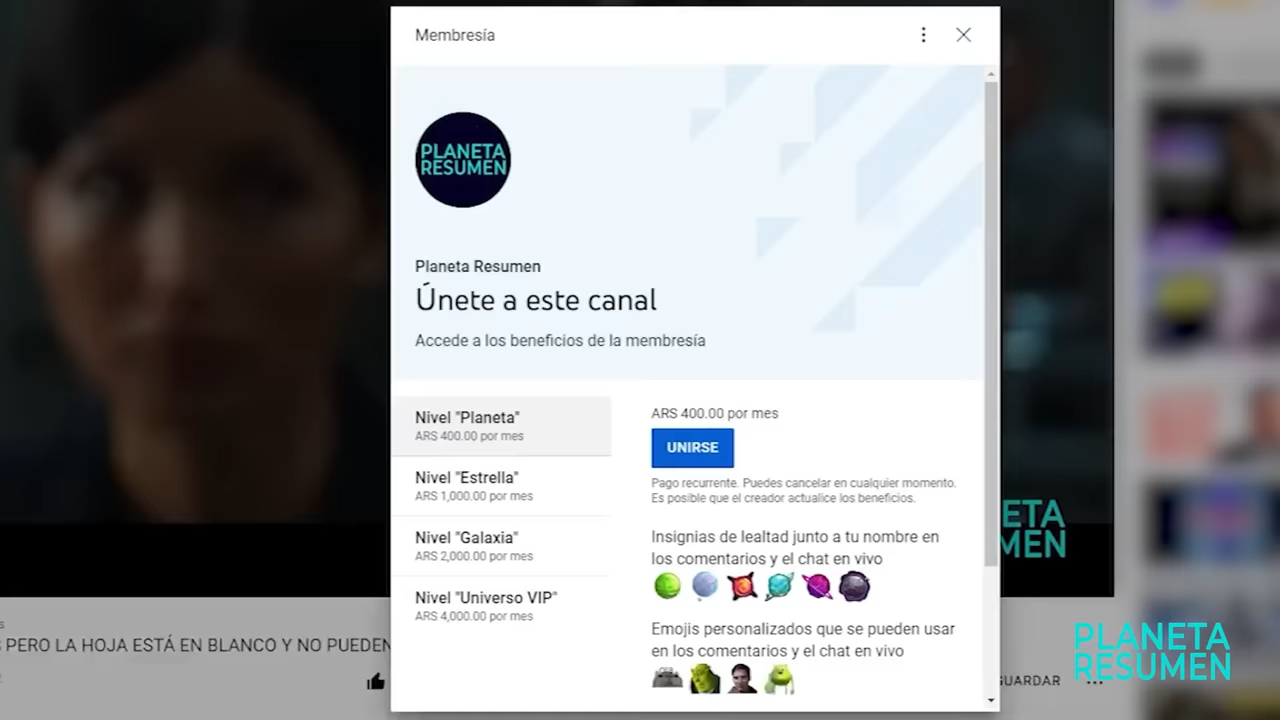 Membresía
PLANETA
RESUMEN
Planeta Resumen
Únete a este canal
Accede a los beneficios de la membresía
Nivel "Planeta"
ARS 400.00 por mes
Nivel "Estrella"
ARS 1,000.00 por mes
Nivel "Galaxia"
ARS 2,000.00 por mes
Nivel "Universo VIP"
ARS 4,000.00 por mes
ARS 400.00 por mes
UNIRSE
Pago recurrente. Puedes cancelar en cualquier momento.
Es posible que el creador actualice los beneficios.
Insignias de lealtad junto a tu nombre en
los comentarios y el chat en vivo
Emojis personalizados que se pueden usar
en los comentarios y el chat en vivo
ETA
MEN
PERO LA HOJA ESTÁ EN BLANCO Y NO PUEDEN
GUARDAR
PLANETA
RESUMEN